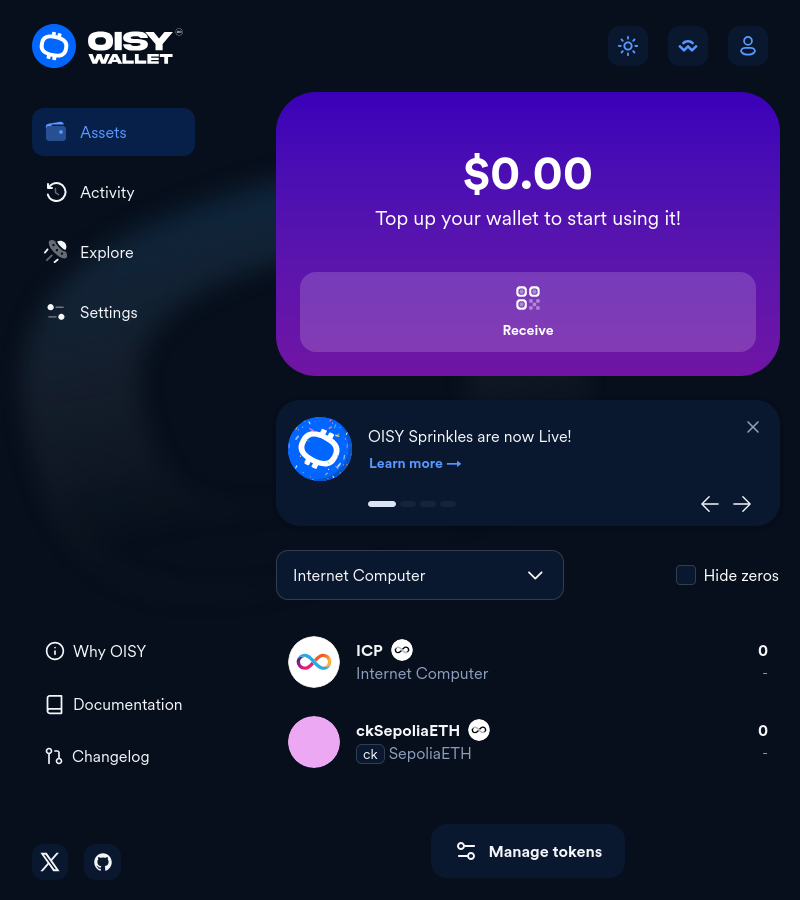 OISY
WALLET
Assets
Activity
Explore
Settings
$0.00
Top up your wallet to start using it!
Receive
OISY Sprinkles are now Live!
Learn more →
Internet Computer
Hide zeros
ICP
0
Internet Computer
-
ckSepoliaETH
0
ck SepoliaETH
-
Why OISY
Documentation
Changelog
Manage tokens